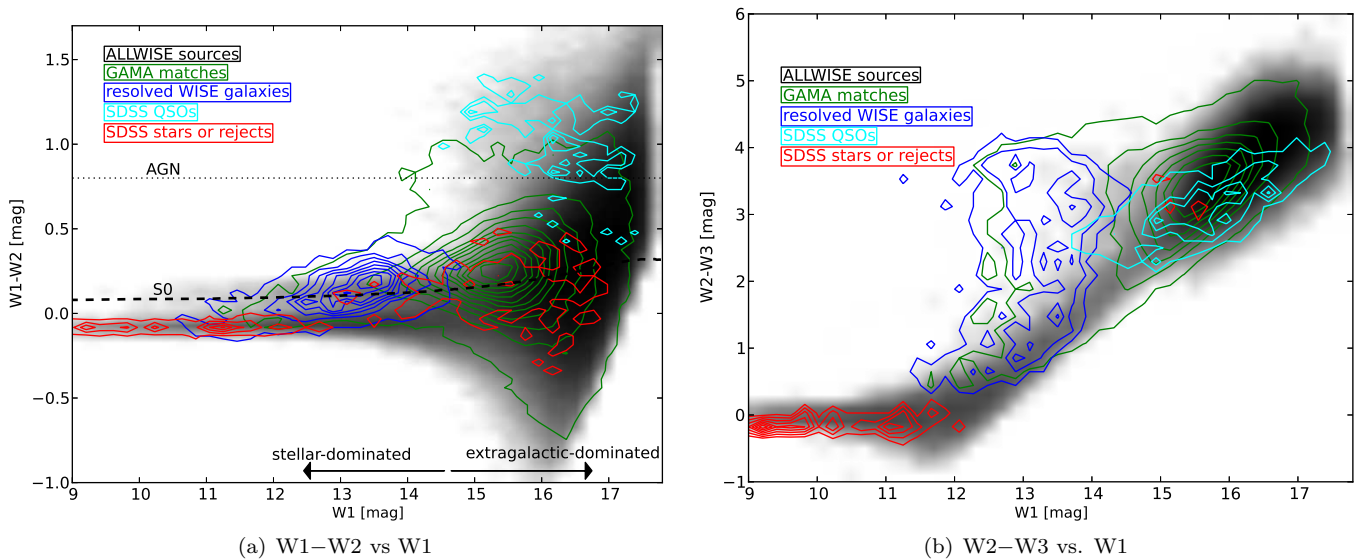 1.5
1.0
0.5
0.0
−0.5
−1.0
W1-W2 [mag]
ALLWISE sources
GAMA matches
resolved WISE galaxies
SDSS QSOs
SDSS stars or rejects
AGN
S0
stellar-dominated
extragalactic-dominated
9 10 11 12 13 14 15 16 17
W1 [mag]
(a) W1−W2 vs W1
6
5
4
3
2
1
0
−1
W2-W3 [mag]
ALLWISE sources
GAMA matches
resolved WISE galaxies
SDSS QSOs
SDSS stars or rejects
9 10 11 12 13 14 15 16 17
W1 [mag]
(b) W2−W3 vs. W1